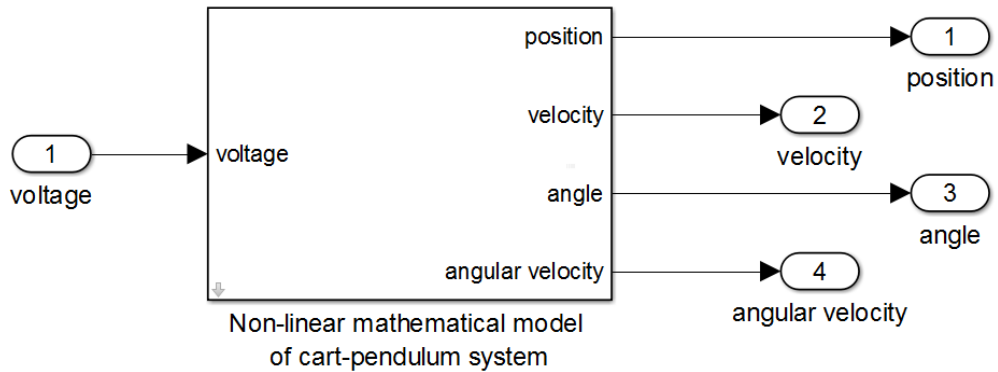 position
1
position
velocity
2
velocity
1
voltage
voltage
angle
3
angle
angular velocity
4
angular velocity
Non-linear mathematical model
of cart-pendulum system